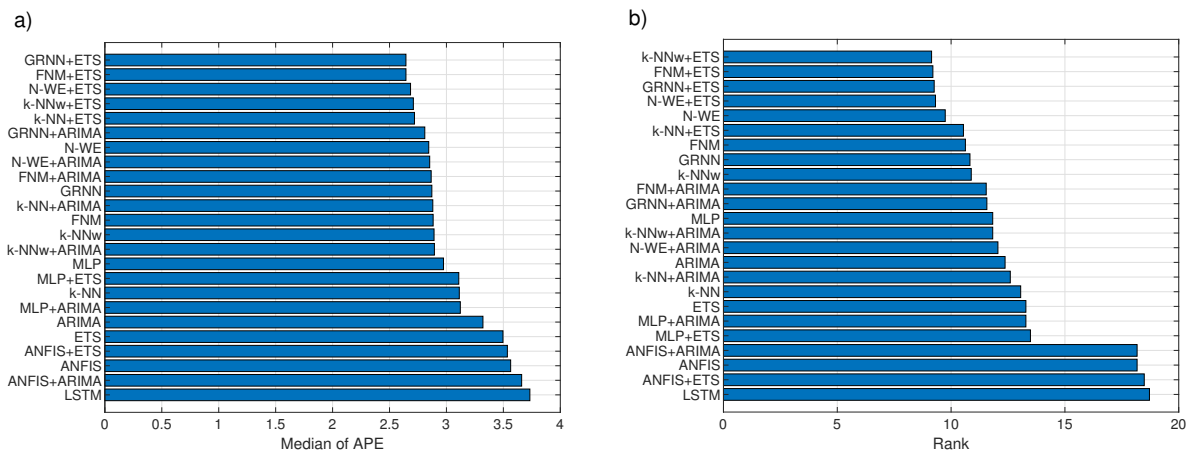 a)
GRNN+ETS
FNM+ETS
N-WE+ETS
k-NNw+ETS
k-NN+ETS
GRNN+ARIMA
N-WE
N-WE+ARIMA
FNM+ARIMA
GRNN
k-NN+ARIMA
FNM
k-NNw
k-NNw+ARIMA
MLP
MLP+ETS
k-NN
MLP+ARIMA
ARIMA
ETS
ANFIS+ETS
ANFIS
ANFIS+ARIMA
LSTM
0 0.5 1 1.5 2 2.5 3 3.5 4
Median of APE
b)
k-NNw+ETS
FNM+ETS
GRNN+ETS
N-WE+ETS
N-WE
k-NN+ETS
FNM
GRNN
k-NNw
FNM+ARIMA
GRNN+ARIMA
MLP
k-NNw+ARIMA
N-WE+ARIMA
ARIMA
k-NN+ARIMA
k-NN
ETS
MLP+ARIMA
MLP+ETS
ANFIS+ARIMA
ANFIS
ANFIS+ETS
LSTM
0 5 10 15 20
Rank